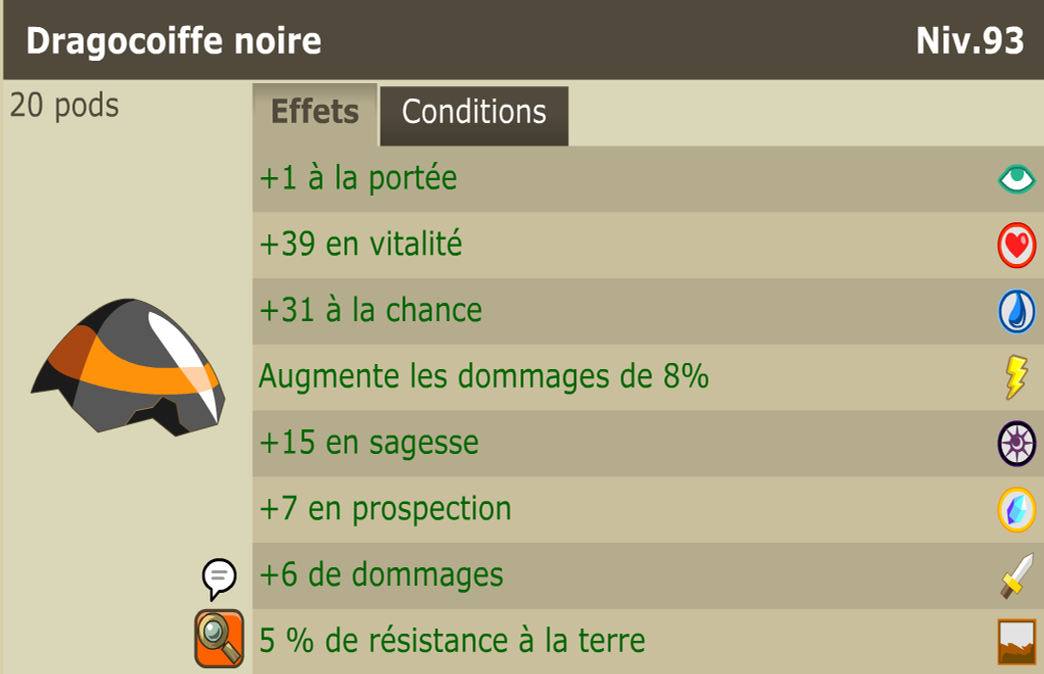 Dragocoiffe noire
Niv.93
20 pods
Effets
Conditions
+1 à la portée
+39 en vitalité
+31 à la chance
Augmente les dommages de 8%
+15 en sagesse
+7 en prospection
+6 de dommages
5 % de résistance à la terre